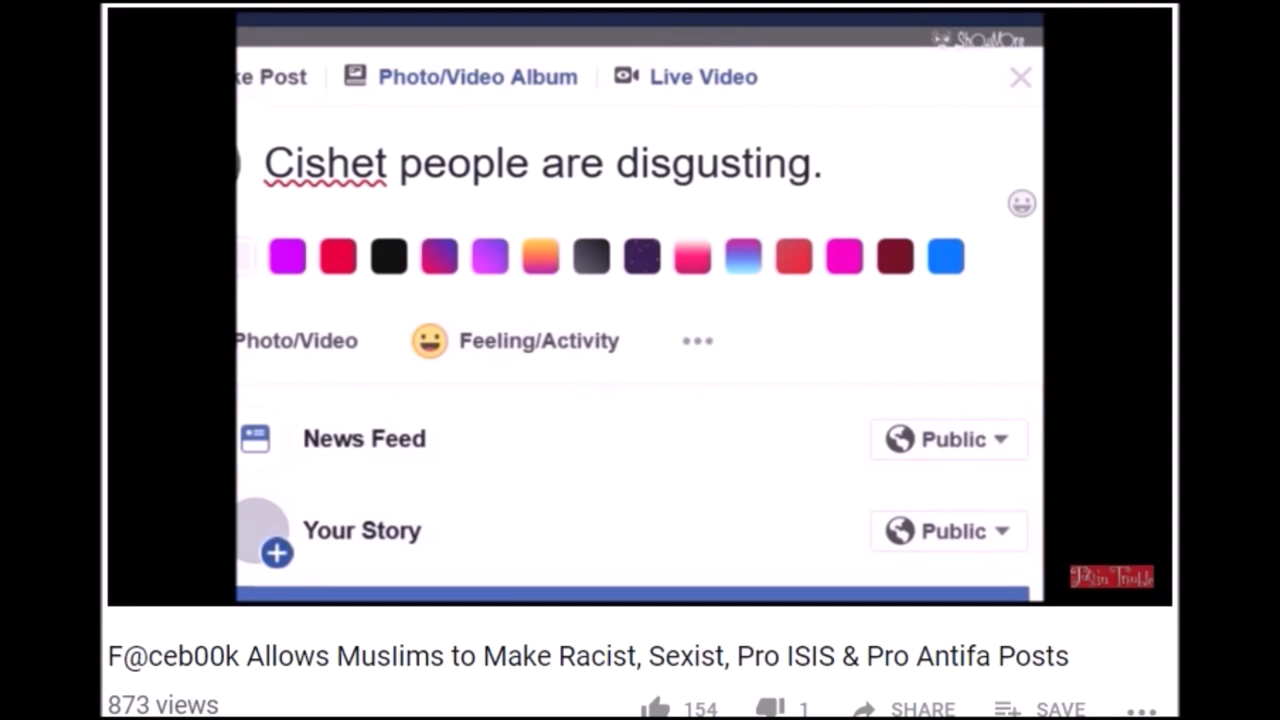 ShowMore
ke Post
Photo/Video Album
Live Video
Cishet people are disgusting.
Photo/Video
Feeling/Activity
News Feed
Public
Your Story
Public
F@ceb00k Allows Muslims to Make Racist, Sexist, Pro ISIS & Pro Antifa Posts
873 views
154
1
SHARE
SAVE